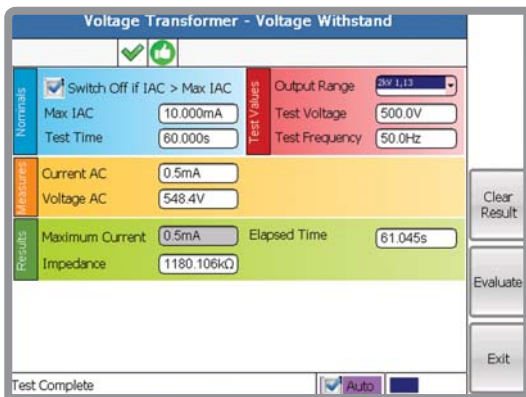 Voltage Transformer - Voltage Withstand
Nominals
Switch Off if IAC > Max IAC
Max IAC 10.000mA
Test Time 60.000s
Test Values
Output Range 2kV 1,13
Test Voltage 500.0V
Test Frequency 50.0Hz
Measures
Current AC 0.5mA
Voltage AC 548.4V
Results
Maximum Current 0.5mA Elapsed Time 61.045s
Impedance 1180.106kΩ
Clear
Result
Evaluate
Exit
Test Complete Auto